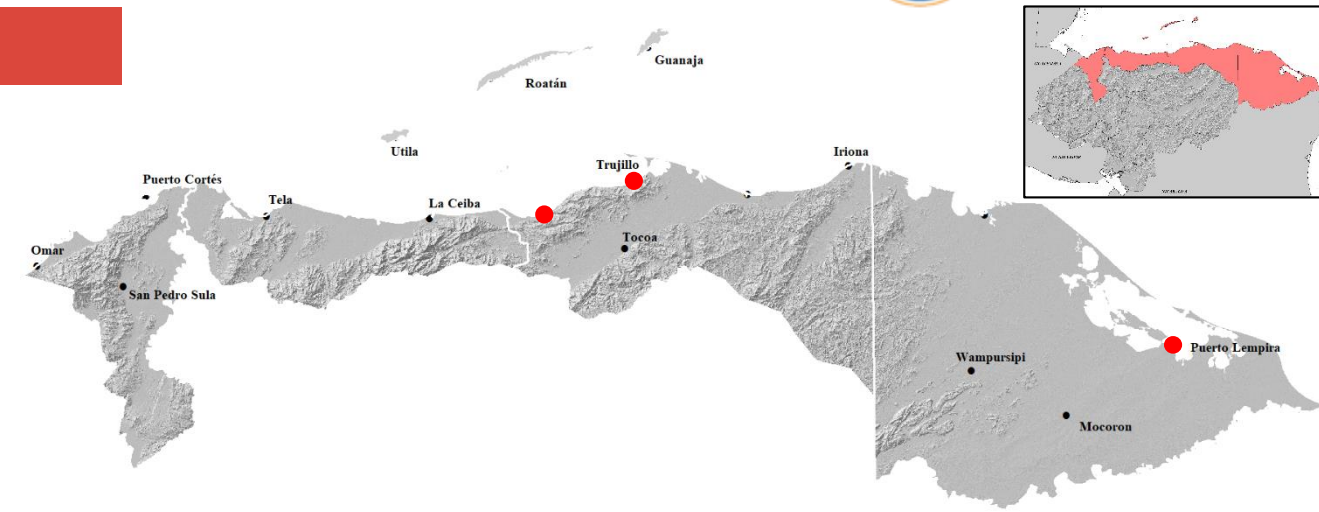 Guanaja
Roatán
Utila
Trujillo
Iriona
Puerto Cortés
Tela
La Ceiba
Omar
Tocoa
San Pedro Sula
Puerto Lempira
Wampursipi
Mocoron